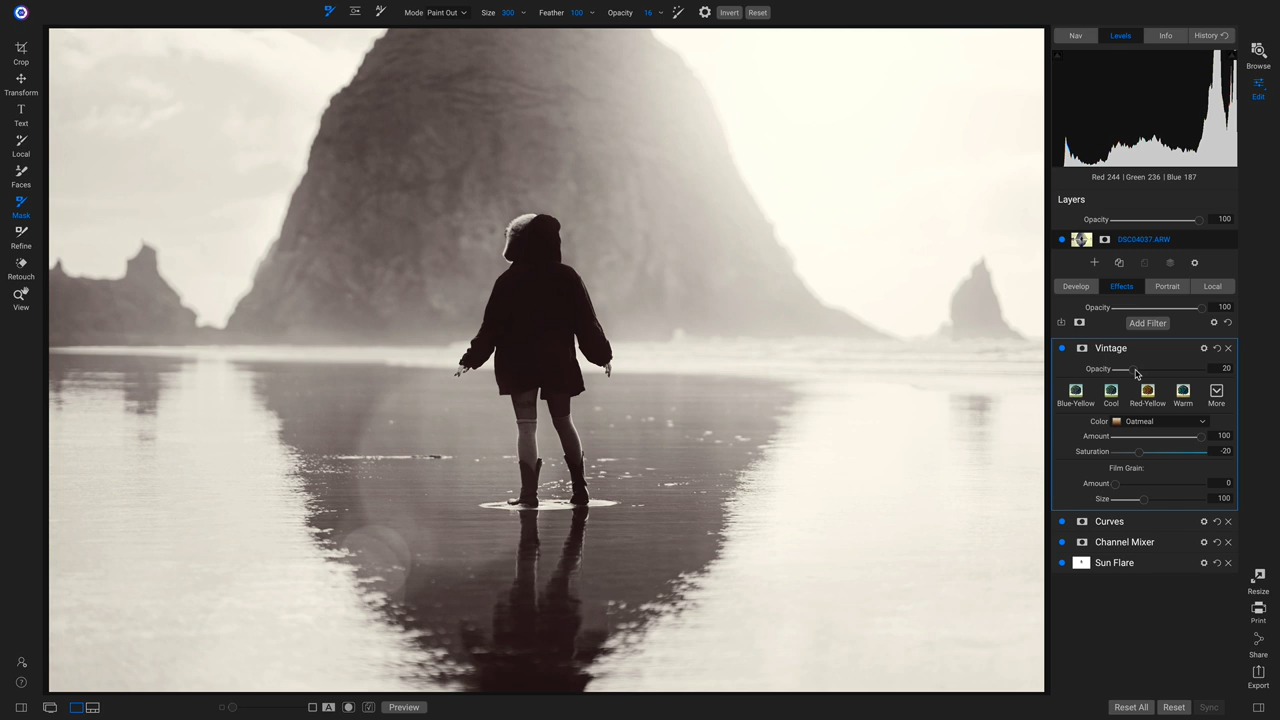 Mode Paint Out Size 300 Feather 100 Opacity 16 Invert Reset
Crop
Transform
Text
Local
Faces
Mask
Refine
Retouch
View
Nav Levels Info History
Red 244 | Green 236 | Blue 187
Layers
Opacity 100
DSC04037.ARW
Develop Effects Portrait Local
Opacity 100
Add Filter
Vintage
Opacity 20
Blue-Yellow Cool Red-Yellow Warm More
Color Oatmeal
Amount 100
Saturation -20
Film Grain:
Amount 0
Size 100
Curves
Channel Mixer
Sun Flare
Browse
Edit
Resize
Print
Share
Export
A Preview
Reset All Reset Sync